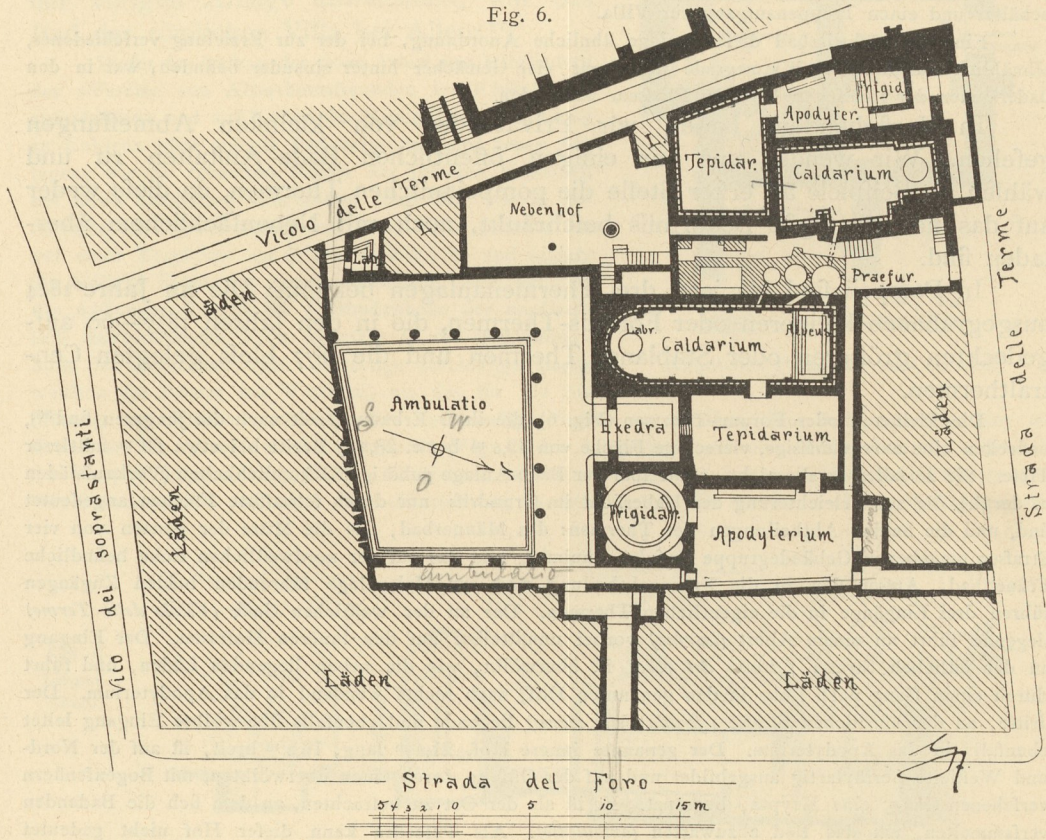 Fig. 6.
Vicolo delle Terme
L.
Tepidar.
Apodyter.
Frigid.
Caldarium
L.
Nebenhof
Lab.
Praefur.
Läden
Labr.
Caldarium
Alveus
Strada delle Terme
Ambulatio
S
W
N
O
Exedra
Tepidarium
Läden
Frigidar.
Apodyterium
Läden
Vico dei soprastanti
Ambulatio
Läden
Läden
Strada del Foro
5 4 3 2 1 0 5 10 15 m